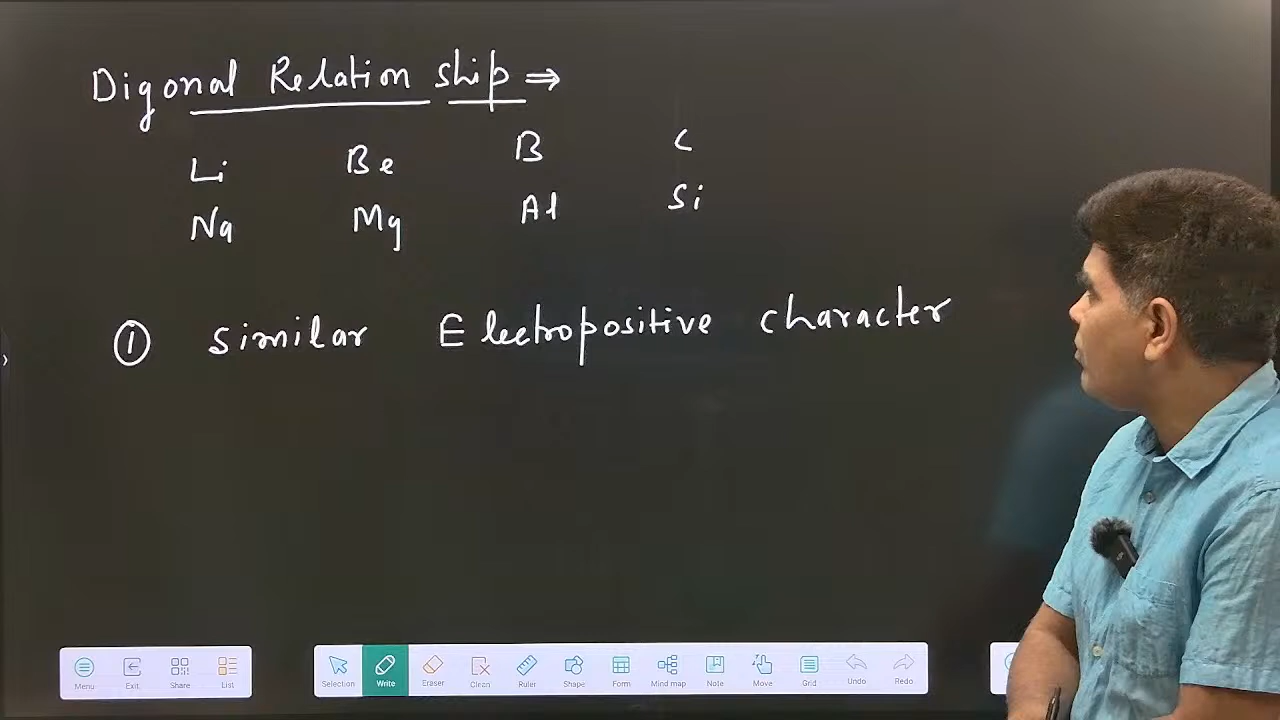 Digonal Relation ship ⇒
Li Be B C
Na Mg Al Si
① similar Electropositive character
Menu Exit Share List Selection Write Eraser Clean Ruler Shape Form Mind map Note Move Grid Undo Redo